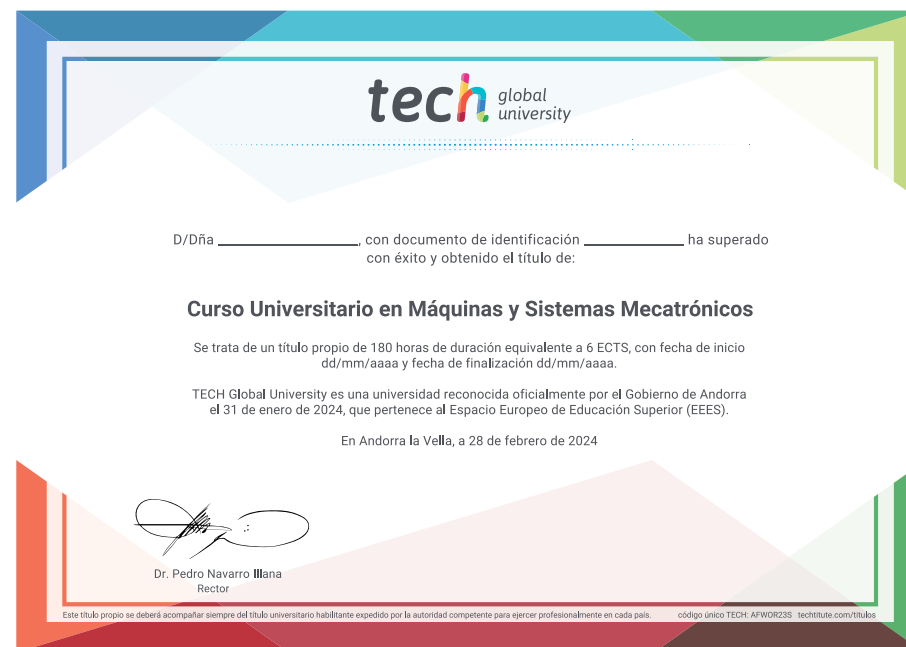 tech global university
D/Dña ____________________, con documento de identificación ______________ ha superado
con éxito y obtenido el título de:
Curso Universitario en Máquinas y Sistemas Mecatrónicos
Se trata de un título propio de 180 horas de duración equivalente a 6 ECTS, con fecha de inicio
dd/mm/aaaa y fecha de finalización dd/mm/aaaa.
TECH Global University es una universidad reconocida oficialmente por el Gobierno de Andorra
el 31 de enero de 2024, que pertenece al Espacio Europeo de Educación Superior (EEES).
En Andorra la Vella, a 28 de febrero de 2024
Dr. Pedro Navarro Illana
Rector
Este título propio se deberá acompañar siempre del título universitario habilitante expedido por la autoridad competente para ejercer profesionalmente en cada país. código único TECH: AFWOR23S techtitute.com/titulos